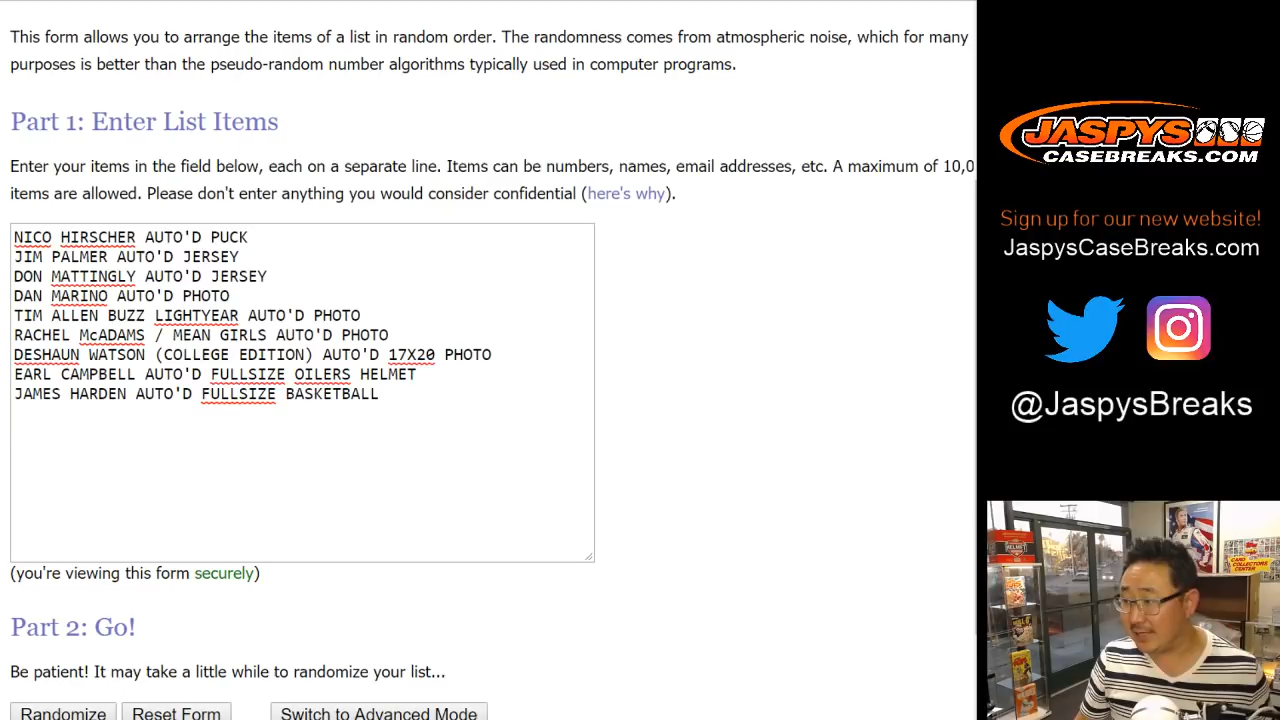 This form allows you to arrange the items of a list in random order. The randomness comes from atmospheric noise, which for many
purposes is better than the pseudo-random number algorithms typically used in computer programs.
Part 1: Enter List Items
Enter your items in the field below, each on a separate line. Items can be numbers, names, email addresses, etc. A maximum of 10,0
items are allowed. Please don't enter anything you would consider confidential (here's why).
NICO HIRSCHER AUTO'D PUCK
JIM PALMER AUTO'D JERSEY
DON MATTINGLY AUTO'D JERSEY
DAN MARINO AUTO'D PHOTO
TIM ALLEN BUZZ LIGHTYEAR AUTO'D PHOTO
RACHEL McADAMS / MEAN GIRLS AUTO'D PHOTO
DESHAUN WATSON (COLLEGE EDITION) AUTO'D 17X20 PHOTO
EARL CAMPBELL AUTO'D FULLSIZE OILERS HELMET
JAMES HARDEN AUTO'D FULLSIZE BASKETBALL
(you're viewing this form securely)
Part 2: Go!
Be patient! It may take a little while to randomize your list...
Randomize Reset Form Switch to Advanced Mode
JASPYS
CASEBREAKS.COM
Sign up for our new website!
JaspysCaseBreaks.com
@JaspysBreaks
HELMET
CARD
COLLECTORS
CENTER